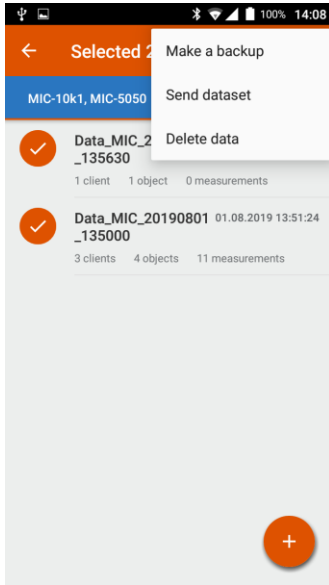 100% 14:08
Selected 2
Make a backup
MIC-10k1, MIC-5050
Send dataset
Delete data
Data_MIC_2
_135630
1 client 1 object 0 measurements
Data_MIC_20190801 01.08.2019 13:51:24
_135000
3 clients 4 objects 11 measurements